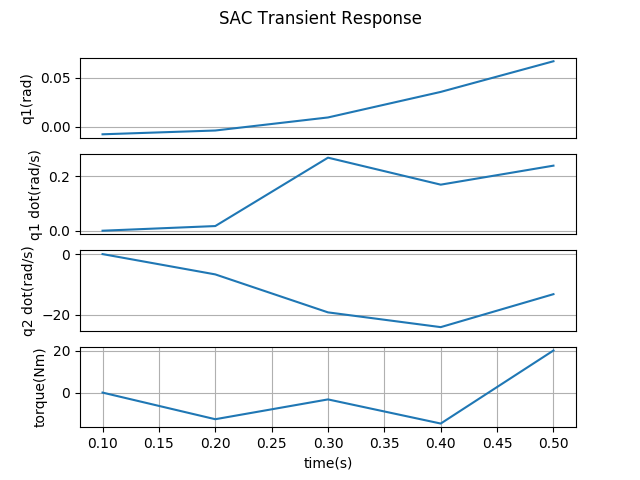 SAC Transient Response
q1(rad)
0.05
0.00
q1 dot(rad/s)
0.2
0.0
q2 dot(rad/s)
0
−20
torque(Nm)
20
0
0.10 0.15 0.20 0.25 0.30 0.35 0.40 0.45 0.50
time(s)